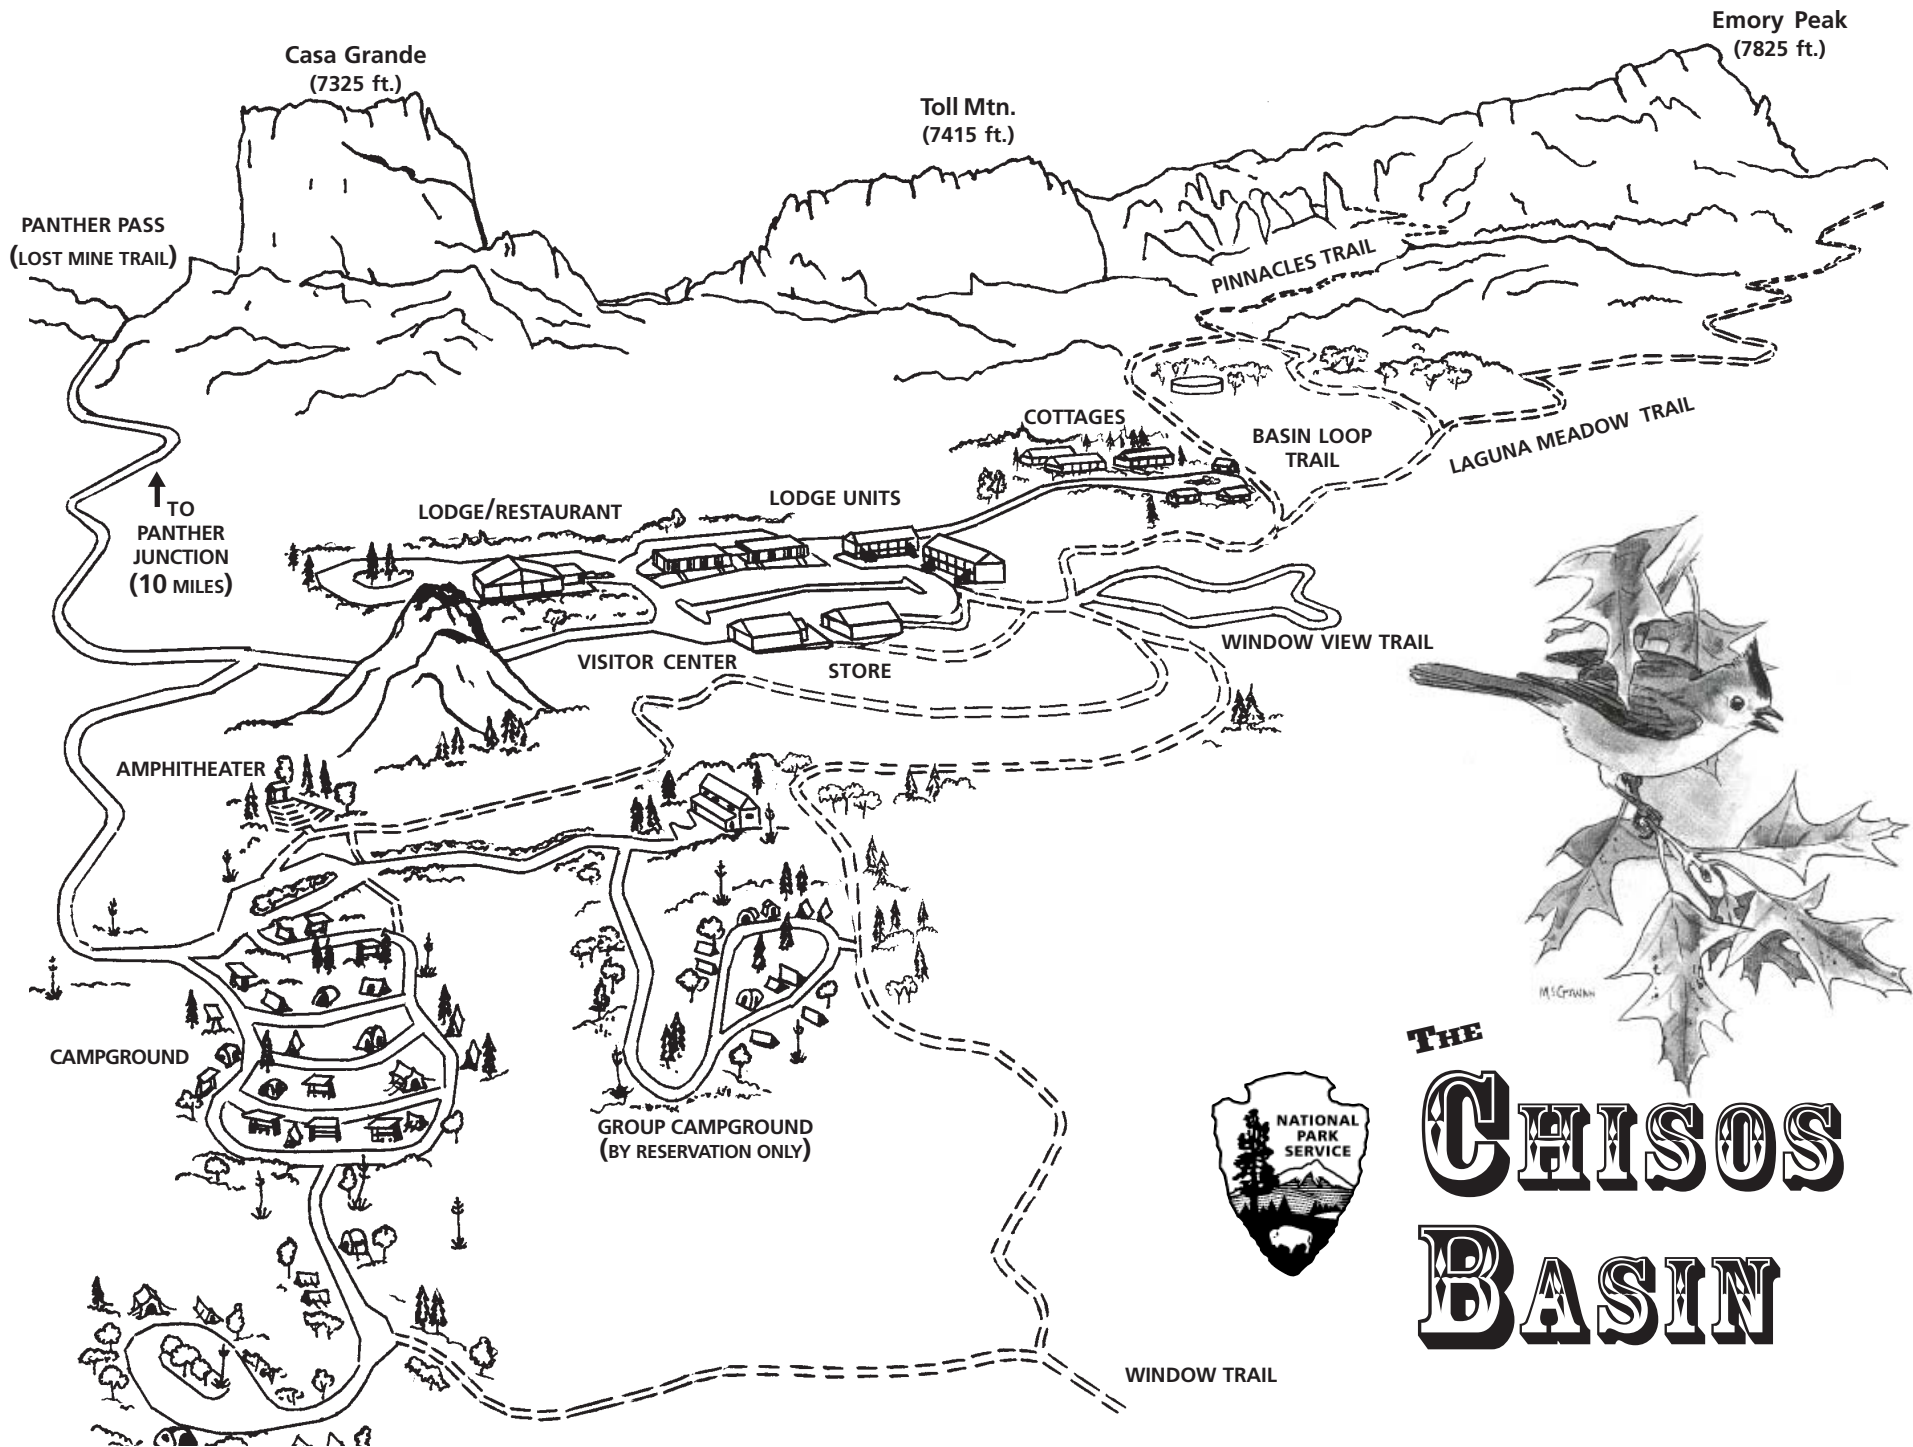 Emory Peak
(7825 ft.)
Casa Grande
(7325 ft.)
Toll Mtn.
(7415 ft.)
PANTHER PASS
(LOST MINE TRAIL)
PINNACLES TRAIL
COTTAGES
BASIN LOOP
TRAIL
LAGUNA MEADOW TRAIL
TO
PANTHER
JUNCTION
(10 MILES)
LODGE/RESTAURANT
LODGE UNITS
WINDOW VIEW TRAIL
VISITOR CENTER
STORE
AMPHITHEATER
CAMPGROUND
GROUP CAMPGROUND
(BY RESERVATION ONLY)
McGowan
THE
CHISOS
BASIN
NATIONAL
PARK
SERVICE
WINDOW TRAIL